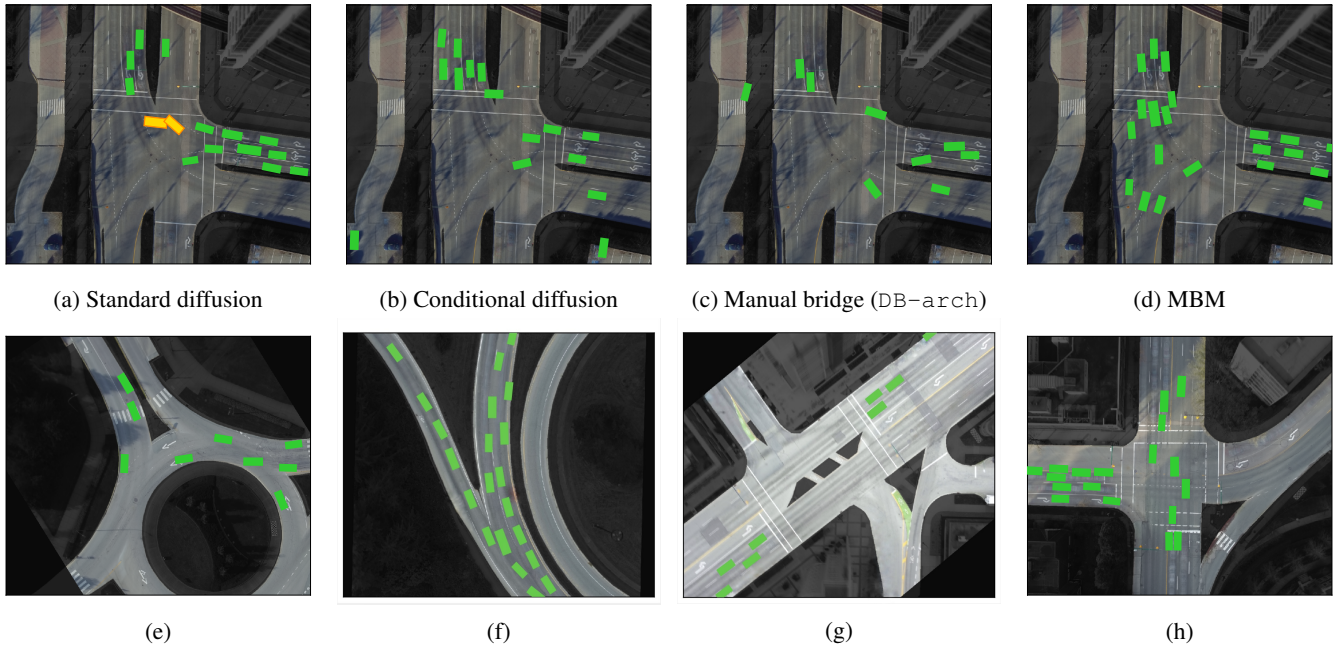 (a) Standard diffusion
(b) Conditional diffusion
(c) Manual bridge (DB-arch)
(d) MBM
(e)
(f)
(g)
(h)